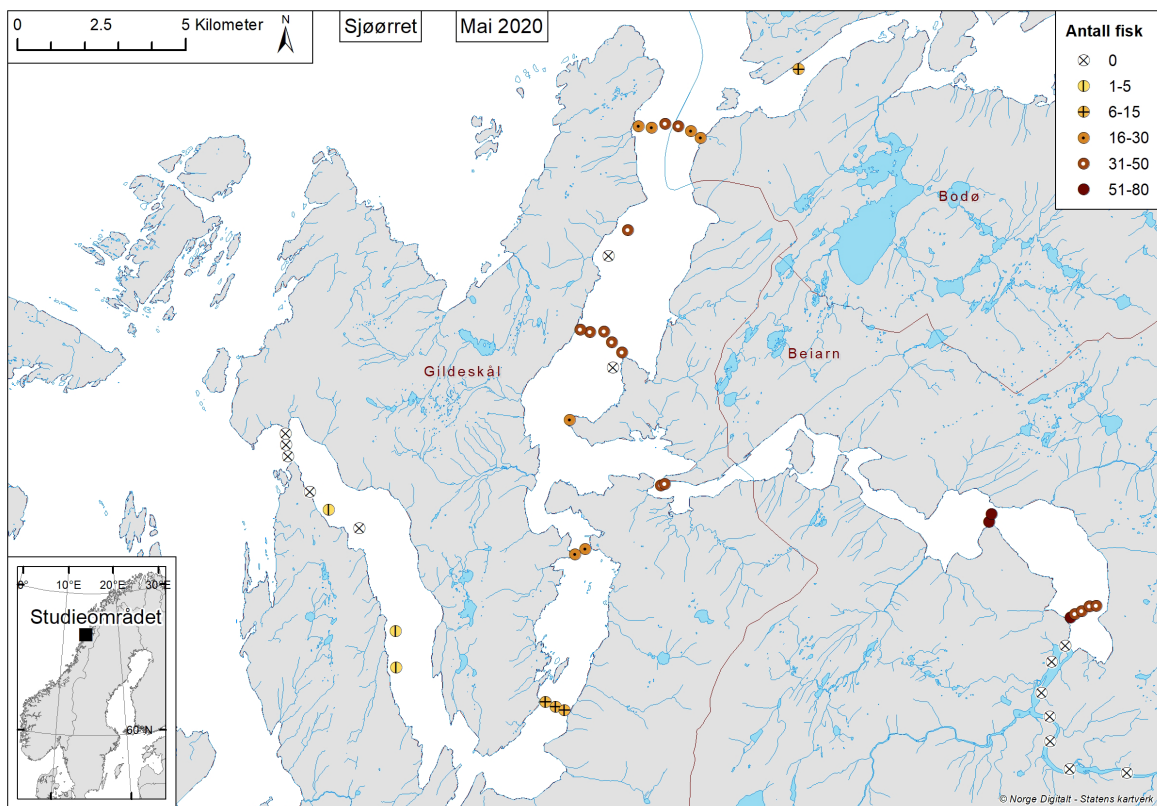 0 2.5 5 Kilometer
N
Sjøørret
Mai 2020
Antall fisk
0
1-5
6-15
16-30
31-50
51-80
Bodø
Beiarn
Gildeskål
0° 10°E 20°E 30°E
Studieområdet
60°N
© Norge Digitalt - Statens kartverk